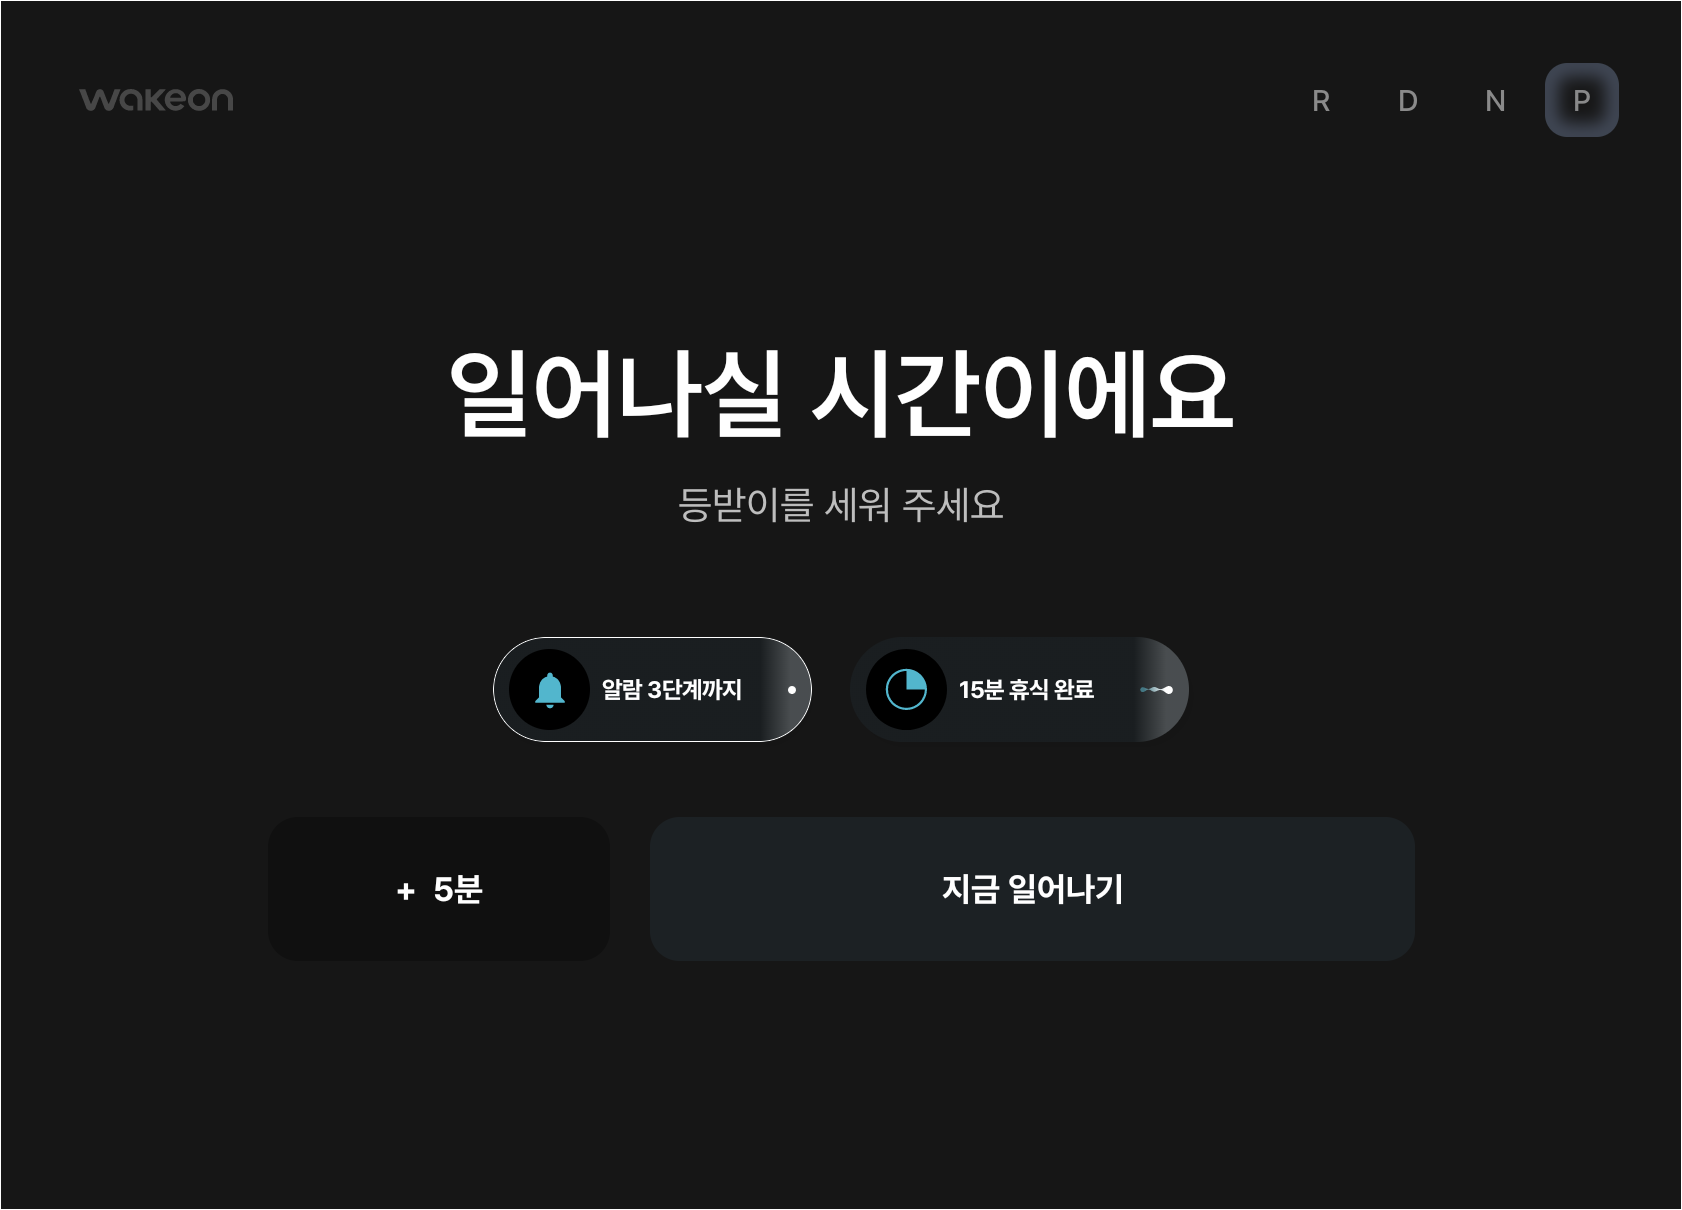 wakeon
R D N P
일어나실 시간이에요
등받이를 세워 주세요
알람 3단계까지
15분 휴식 완료
+ 5분
지금 일어나기